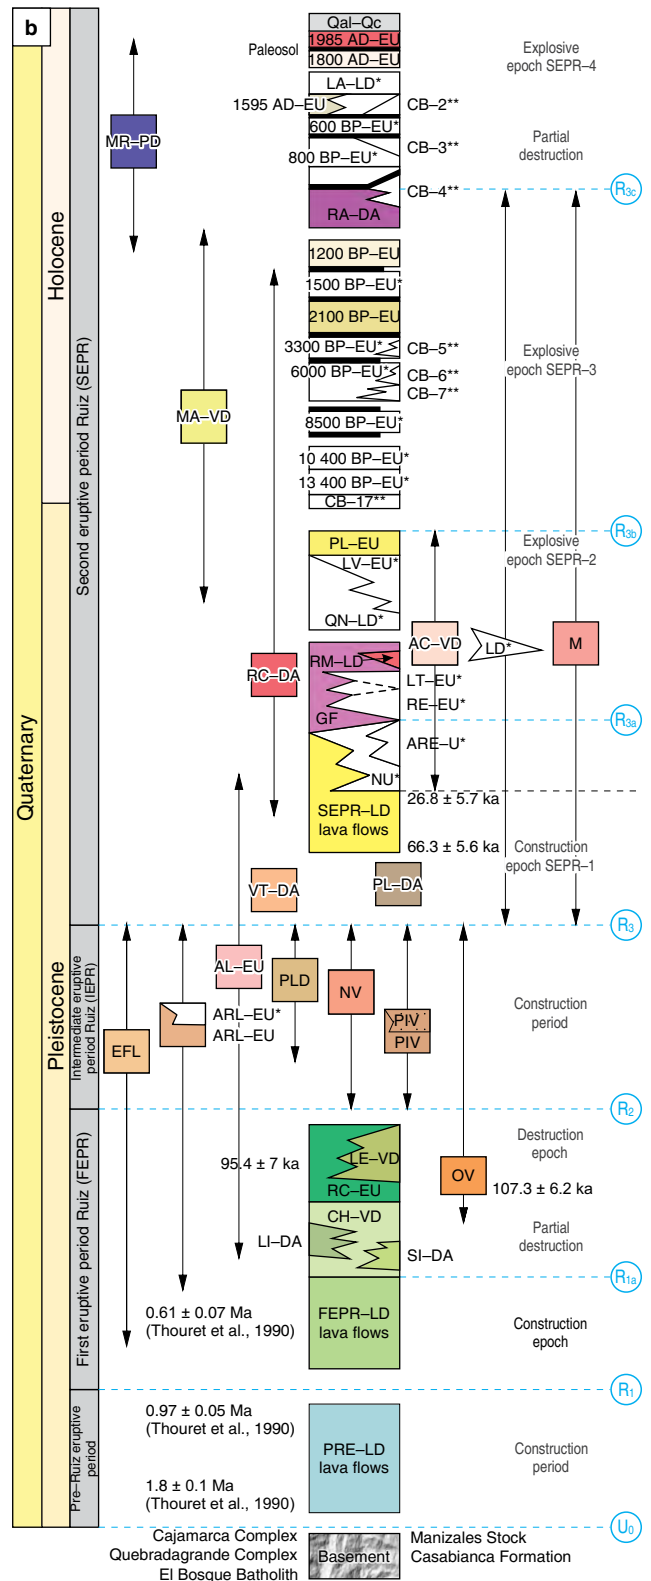 b
Qal–Qc
1985 AD–EU
Paleosol
1800 AD–EU
Explosive
epoch SEPR–4
LA–LD*
1595 AD–EU
CB–2**
600 BP–EU*
MR–PD
Partial
destruction
CB–3**
800 BP–EU*
CB–4**
R3c
RA–DA
1200 BP–EU
1500 BP–EU*
2100 BP–EU
3300 BP–EU*
CB–5**
Explosive
epoch SEPR–3
6000 BP–EU*
CB–6**
CB–7**
MA–VD
8500 BP–EU*
10 400 BP–EU*
13 400 BP–EU*
CB–17**
R3b
PL–EU
Explosive
epoch SEPR–2
LV–EU*
QN–LD*
AC–VD
LD*
M
RC–DA
RM–LD
LT–EU*
RE–EU*
GF
R3a
ARE–U*
NU*
26.8 ± 5.7 ka
SEPR–LD
lava flows
66.3 ± 5.6 ka
Construction
epoch SEPR–1
VT–DA
PL–DA
R3
AL–EU
PLD
NV
ARL–EU*
ARL–EU
PIV
PIV
EFL
Construction
period
R2
Destruction
epoch
95.4 ± 7 ka
LE–VD
RC–EU
OV
107.3 ± 6.2 ka
CH–VD
LI–DA
SI–DA
Partial
destruction
R1a
0.61 ± 0.07 Ma
(Thouret et al., 1990)
FEPR–LD
lava flows
Construction
epoch
R1
0.97 ± 0.05 Ma
(Thouret et al., 1990)
PRE–LD
lava flows
Construction
period
1.8 ± 0.1 Ma
(Thouret et al., 1990)
U0
Cajamarca Complex
Quebradagrande Complex
El Bosque Batholith
Basement
Manizales Stock
Casabianca Formation
Quaternary
Holocene
Pleistocene
Second eruptive period Ruiz (SEPR)
Intermediate eruptive
period Ruiz (IEPR)
First eruptive period Ruiz (FEPR)
Pre–Ruiz eruptive
period